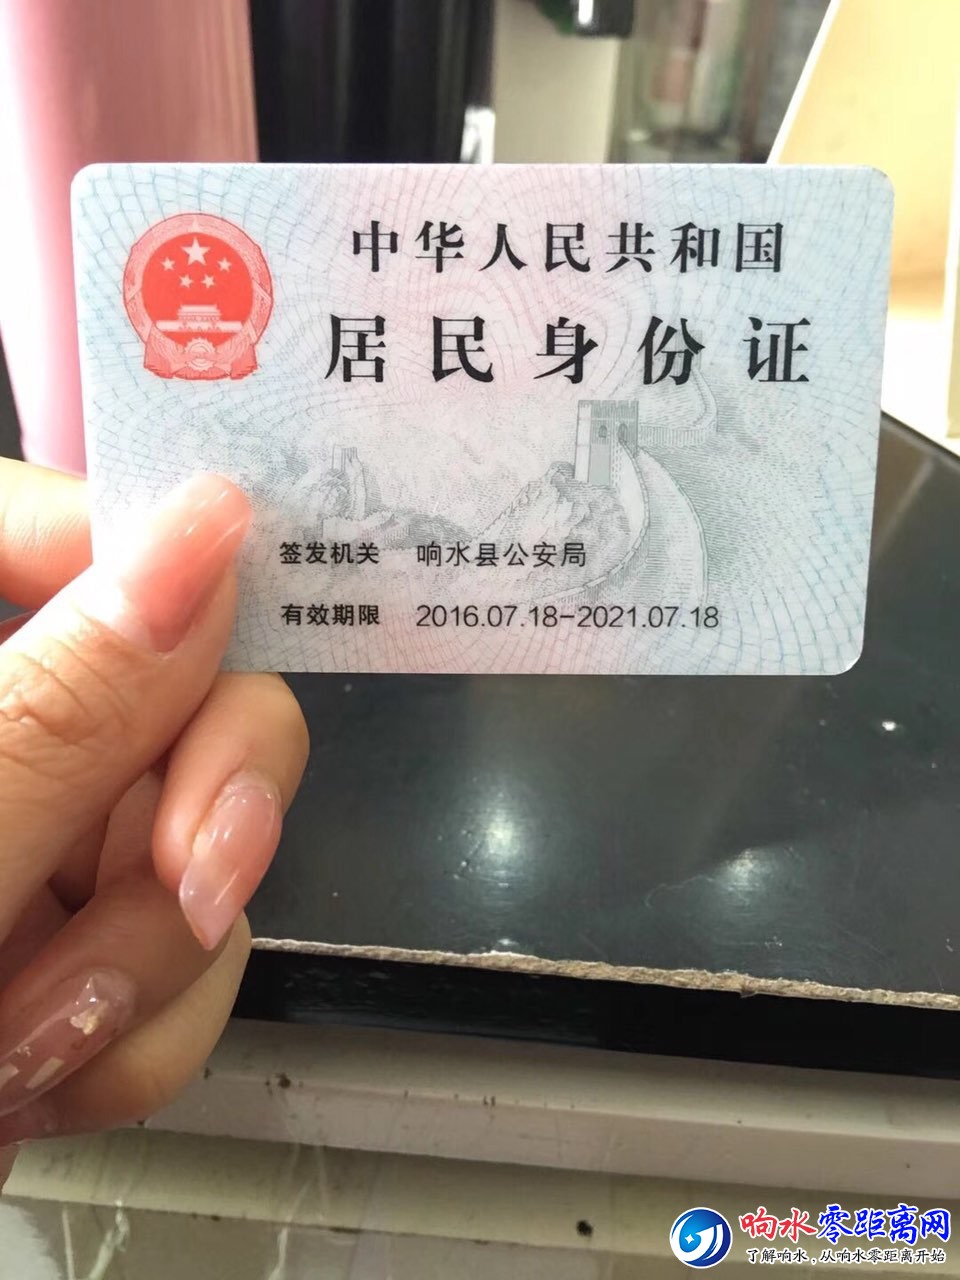 中华人民共和国
居民身份证
签发机关 响水县公安局
有效期限 2016.07.18-2021.07.18
响水零距离网
了解响水，从响水零距离开始